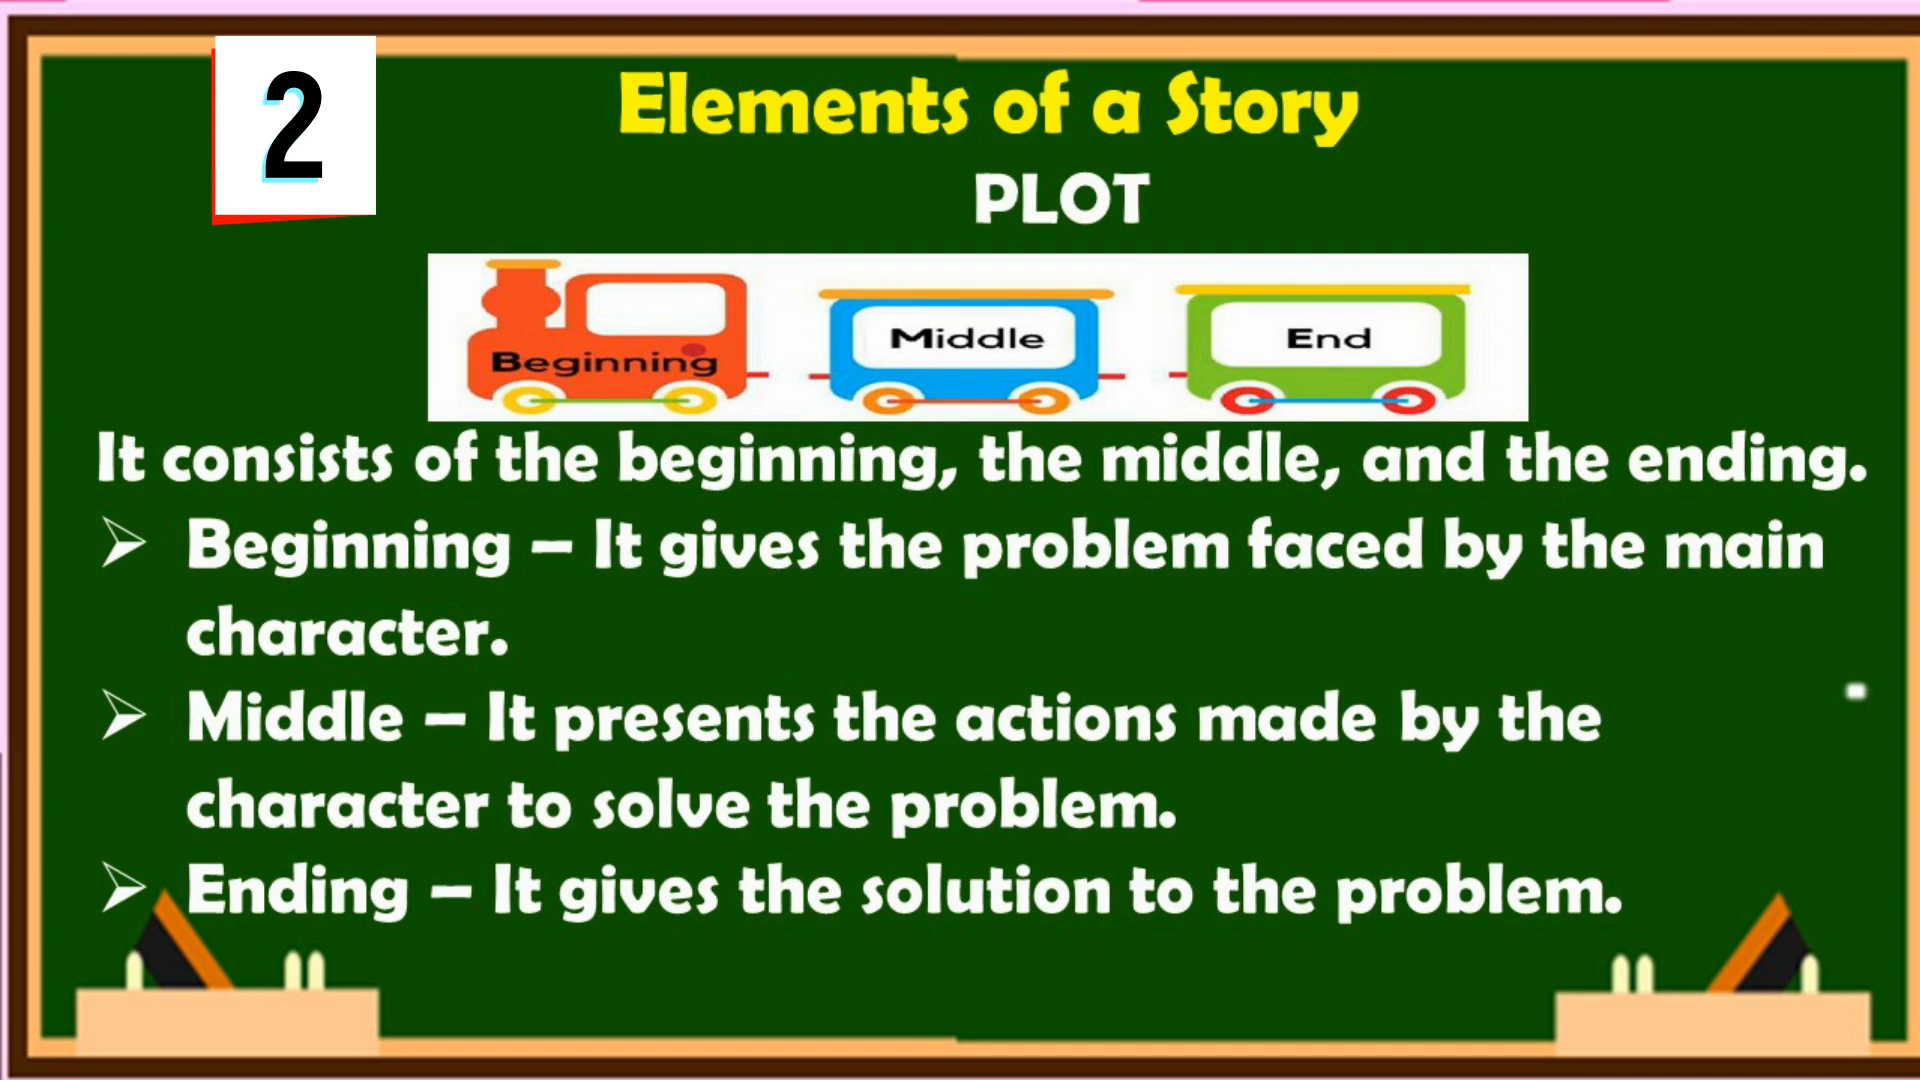 2
Elements of a Story
PLOT
Beginning Middle End
It consists of the beginning, the middle, and the ending.
➢ Beginning – It gives the problem faced by the main
character.
➢ Middle – It presents the actions made by the
character to solve the problem.
➢ Ending – It gives the solution to the problem.